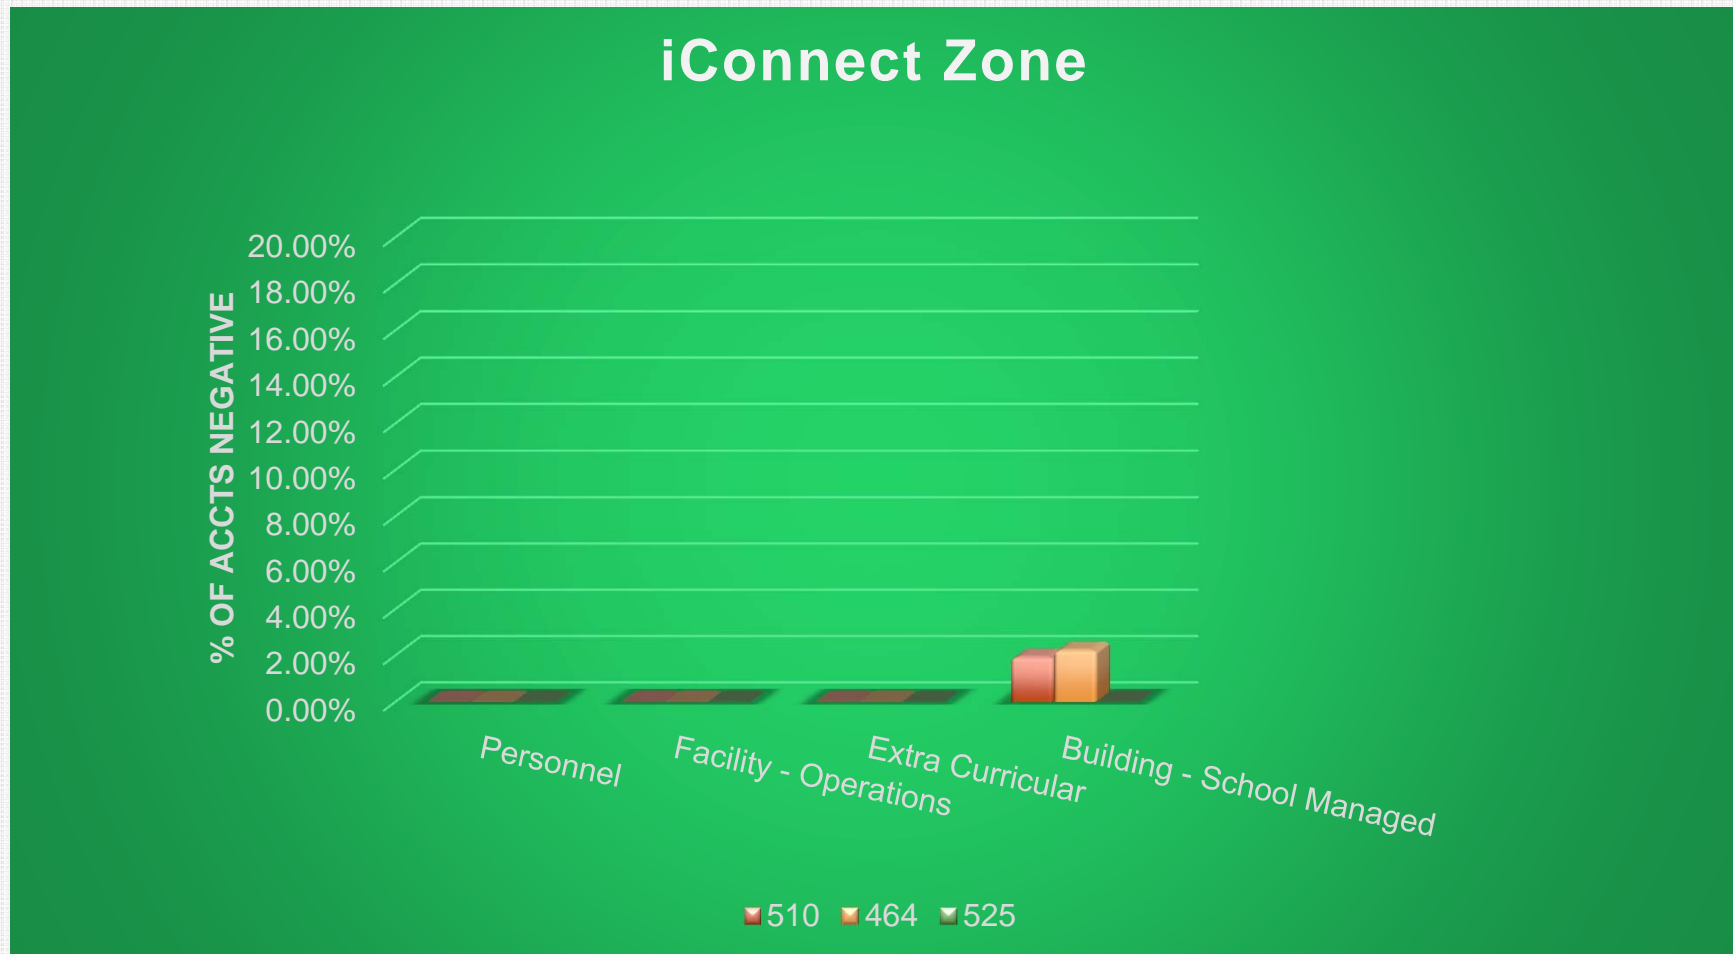 iConnect Zone
% OF ACCTS NEGATIVE
20.00%
18.00%
16.00%
14.00%
12.00%
10.00%
8.00%
6.00%
4.00%
2.00%
0.00%
Personnel
Facility - Operations
Extra Curricular
Building - School Managed
510 464 525